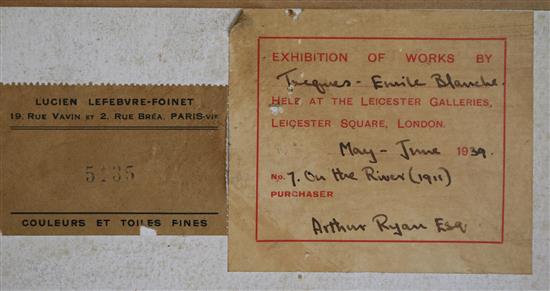 LUCIEN LEFEBVRE-FOINET
19, RUE VAVIN ET 2, RUE BRÉA, PARIS-VIE
5135
COULEURS ET TOILES FINES
EXHIBITION OF WORKS BY
Jacques-Emile Blanche.
HELD AT THE LEICESTER GALLERIES,
LEICESTER SQUARE, LONDON.
May - June 1939.
No. 7. On the River (1911)
PURCHASER
Arthur Ryan Esq